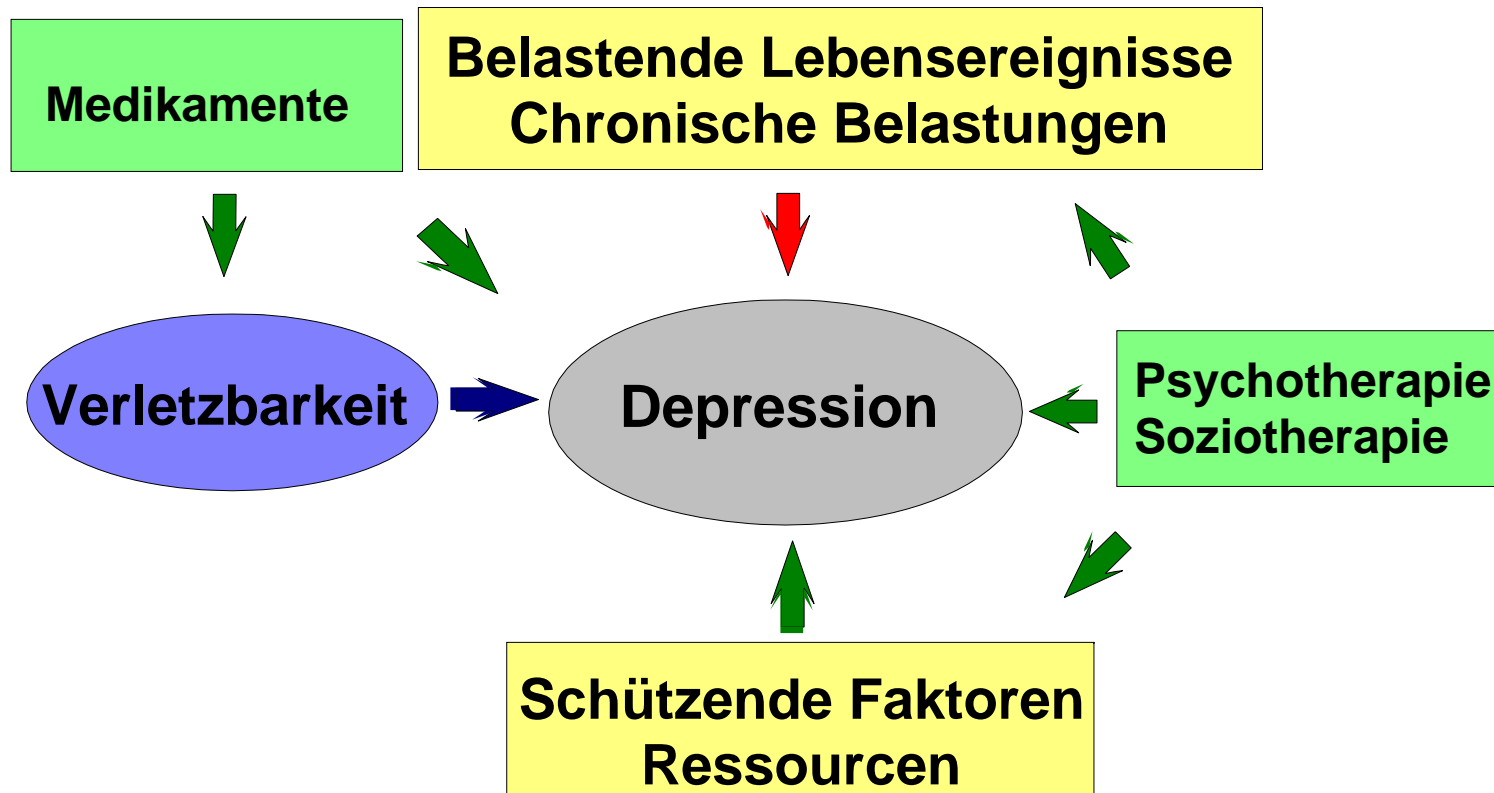 Medikamente
Belastende Lebensereignisse
Chronische Belastungen
Verletzbarkeit
Depression
Psychotherapie
Soziotherapie
Schützende Faktoren
Ressourcen